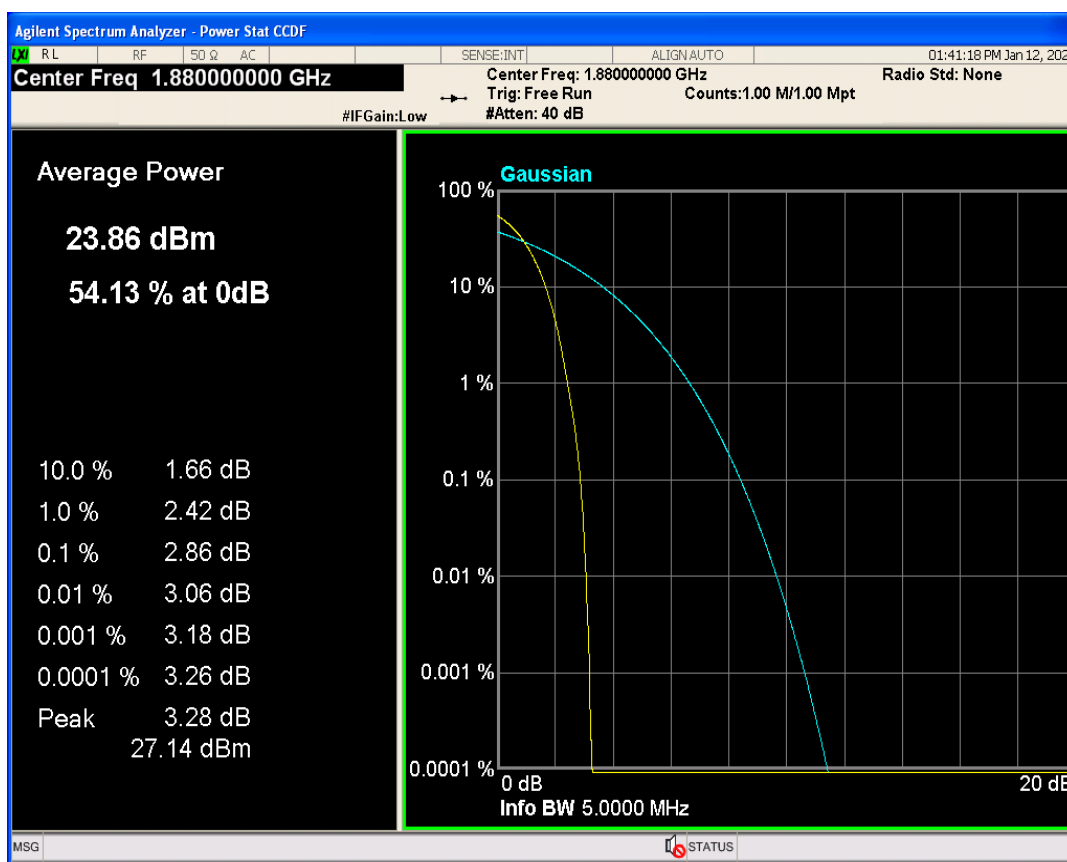 Agilent Spectrum Analyzer - Power Stat CCDF
LXI RL RF 50 Ω AC SENSE:INT ALIGN AUTO 01:41:18 PM Jan 12, 202
Center Freq 1.880000000 GHz
Center Freq: 1.880000000 GHz Radio Std: None
Trig: Free Run Counts:1.00 M/1.00 Mpt
#IFGain:Low #Atten: 40 dB
Average Power
23.86 dBm
54.13 % at 0dB
10.0 % 1.66 dB
1.0 % 2.42 dB
0.1 % 2.86 dB
0.01 % 3.06 dB
0.001 % 3.18 dB
0.0001 % 3.26 dB
Peak 3.28 dB
27.14 dBm
Gaussian
100 %
10 %
1 %
0.1 %
0.01 %
0.001 %
0.0001 %
0 dB 20 dB
Info BW 5.0000 MHz
MSG STATUS